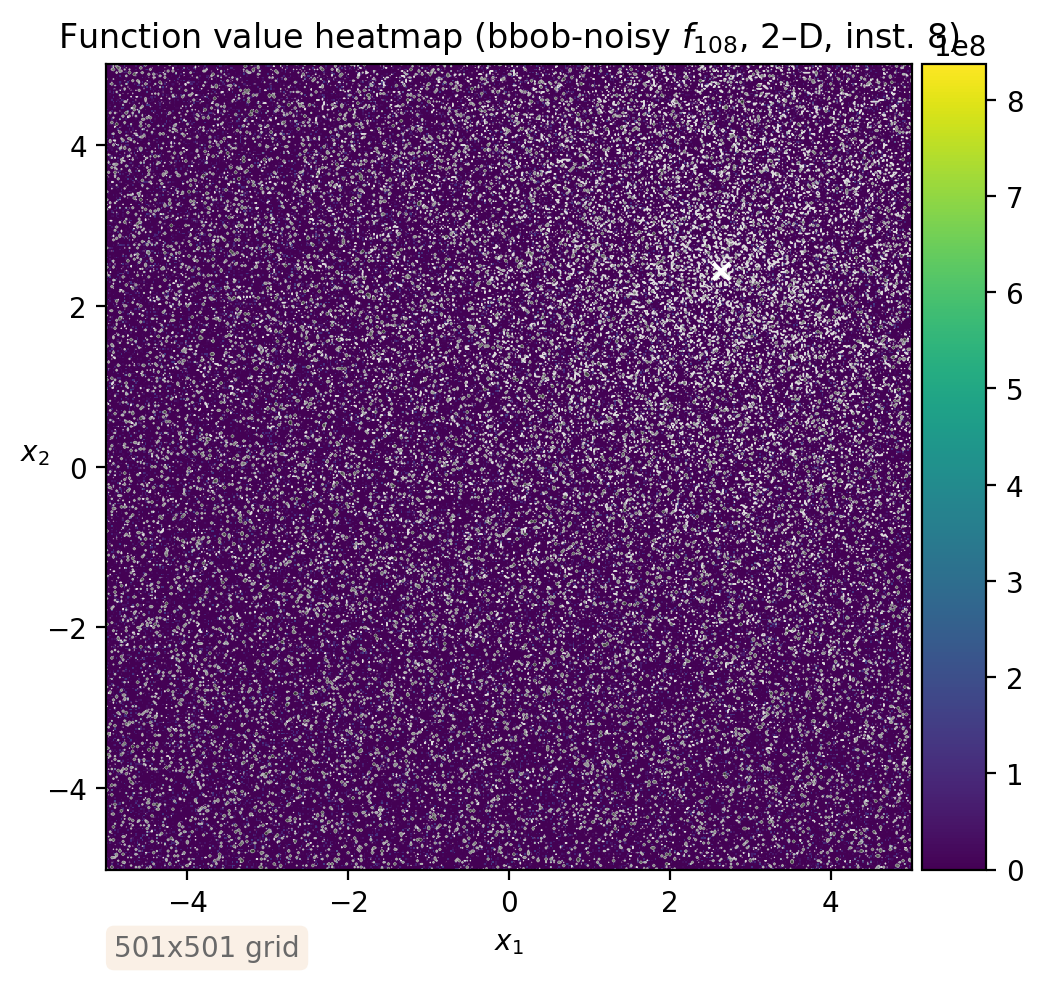 Function value heatmap (bbob-noisy f108, 2–D, inst. 8)
1e8
8
7
6
5
4
3
2
1
0
4
2
0
−2
−4
x2
−4 −2 0 2 4
x1
501x501 grid